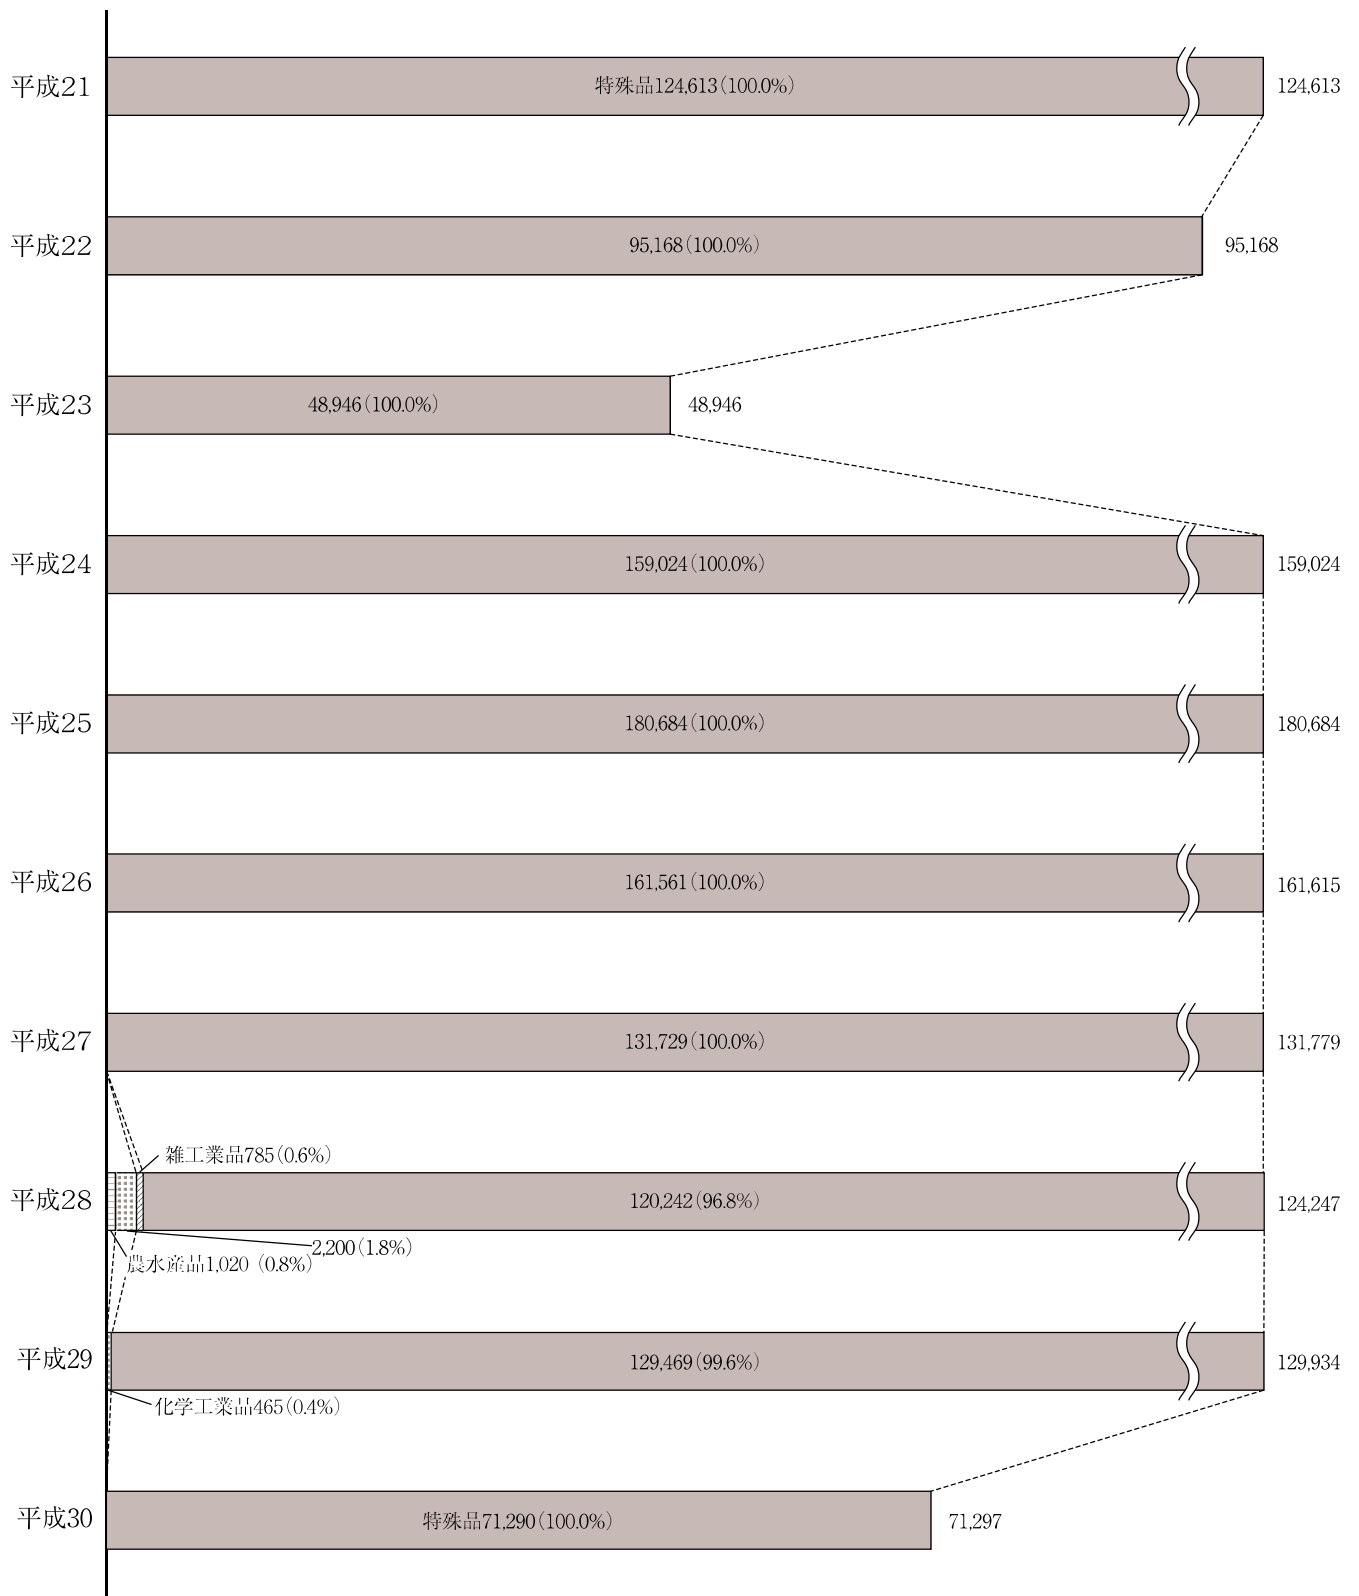 平成21 特殊品124,613(100.0%) 124,613
平成22 95,168(100.0%) 95,168
平成23 48,946(100.0%) 48,946
平成24 159,024(100.0%) 159,024
平成25 180,684(100.0%) 180,684
平成26 161,561(100.0%) 161,615
平成27 131,729(100.0%) 131,779
雑工業品785(0.6%)
平成28 120,242(96.8%) 124,247
2,200(1.8%)
農水産品1,020 (0.8%)
平成29 129,469(99.6%) 129,934
化学工業品465(0.4%)
平成30 特殊品71,290(100.0%) 71,297